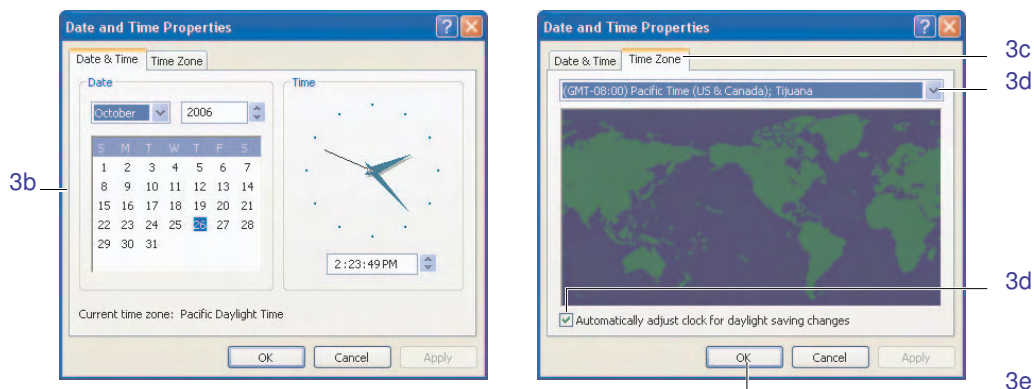 Date and Time Properties
Date & Time
Time Zone
Date
October
2006
S M T W T F S
1 2 3 4 5 6 7
8 9 10 11 12 13 14
15 16 17 18 19 20 21
22 23 24 25 26 27 28
29 30 31
Time
2:23:49 PM
Current time zone: Pacific Daylight Time
OK
Cancel
Apply
3b
Date and Time Properties
Date & Time
Time Zone
(GMT-08:00) Pacific Time (US & Canada); Tijuana
Automatically adjust clock for daylight saving changes
OK
Cancel
Apply
3c
3d
3d
3e